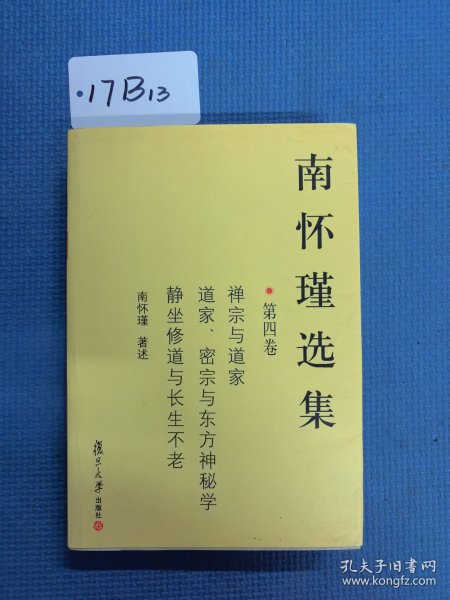 ·17B13
南怀瑾选集
第四卷
禅宗与道家
道家、密宗与东方神秘学
静坐修道与长生不老
南怀瑾 著述
復旦大学出版社
孔夫子旧书网
www.kongfz.com